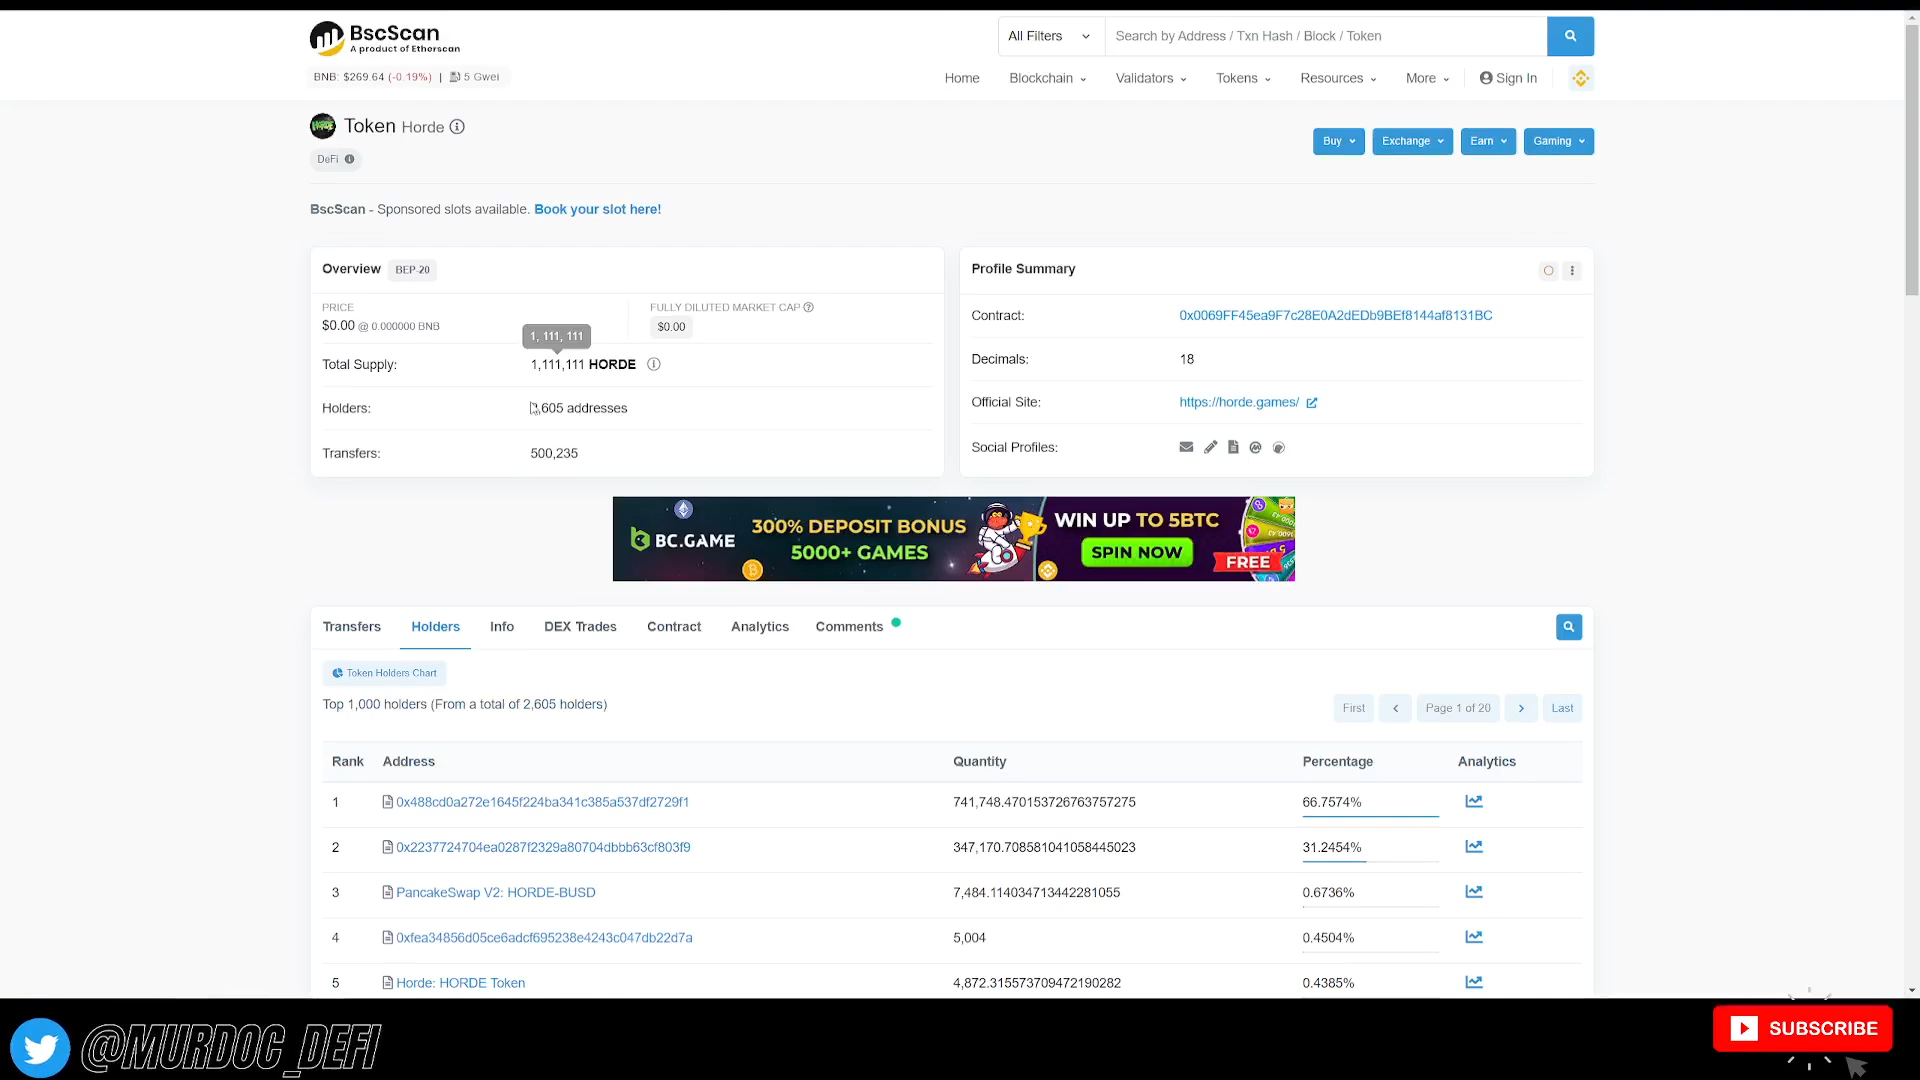 BscScan
A product of Etherscan
All Filters
Search by Address / Txn Hash / Block / Token
BNB: $269.64 (-0.19%) | 5 Gwei
Home Blockchain Validators Tokens Resources More Sign In
Token Horde
DeFi
Buy Exchange Earn Gaming
BscScan - Sponsored slots available. Book your slot here!
Overview BEP-20
PRICE
$0.00 @ 0.000000 BNB
FULLY DILUTED MARKET CAP
$0.00
1, 111, 111
Total Supply: 1,111,111 HORDE
Holders: 2,605 addresses
Transfers: 500,235
Profile Summary
Contract: 0x0069FF45ea9F7c28E0A2dEDb9BEf8144af8131BC
Decimals: 18
Official Site: https://horde.games/
Social Profiles:
BC.GAME
300% DEPOSIT BONUS
5000+ GAMES
WIN UP TO 5BTC
SPIN NOW
FREE
Transfers Holders Info DEX Trades Contract Analytics Comments
Token Holders Chart
Top 1,000 holders (From a total of 2,605 holders)
First Page 1 of 20 Last
Rank Address Quantity Percentage Analytics
1 0x488cd0a272e1645f224ba341c385a537df2729f1 741,748.470153726763757275 66.7574%
2 0x2237724704ea0287f2329a80704dbbb63cf803f9 347,170.708581041058445023 31.2454%
3 PancakeSwap V2: HORDE-BUSD 7,484.114034713442281055 0.6736%
4 0xfea34856d05ce6adcf695238e4243c047db22d7a 5,004 0.4504%
5 Horde: HORDE Token 4,872.315573709472190282 0.4385%
@MURDOC_DEFI
SUBSCRIBE